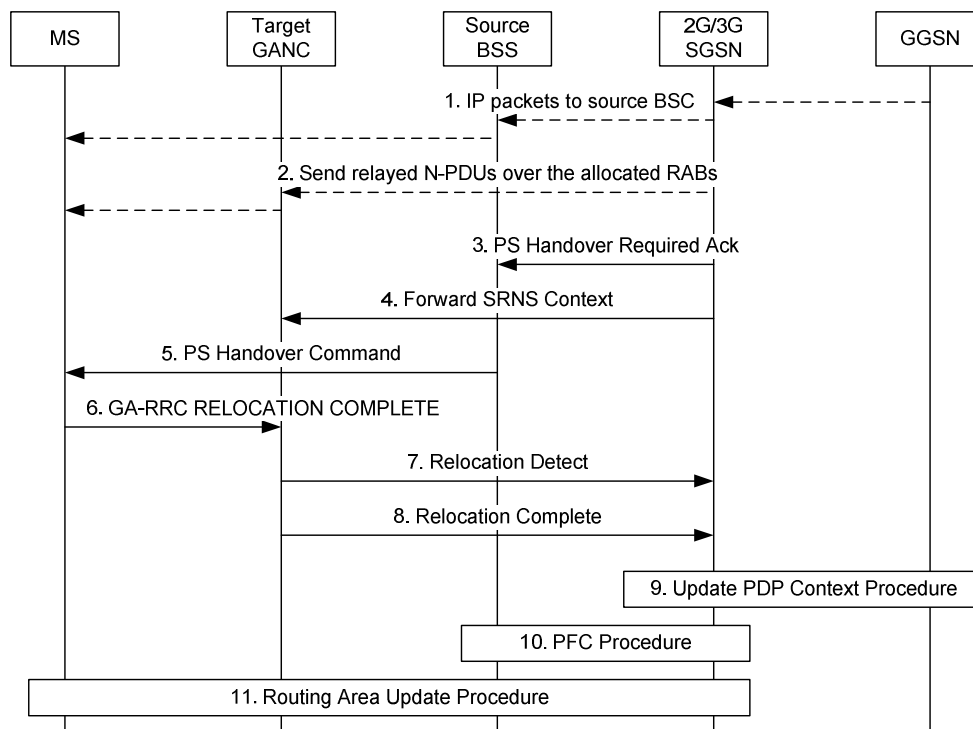 MS
Target
GANC
Source
BSS
2G/3G
SGSN
GGSN
1. IP packets to source BSC
2. Send relayed N-PDUs over the allocated RABs
3. PS Handover Required Ack
4. Forward SRNS Context
5. PS Handover Command
6. GA-RRC RELOCATION COMPLETE
7. Relocation Detect
8. Relocation Complete
9. Update PDP Context Procedure
10. PFC Procedure
11. Routing Area Update Procedure